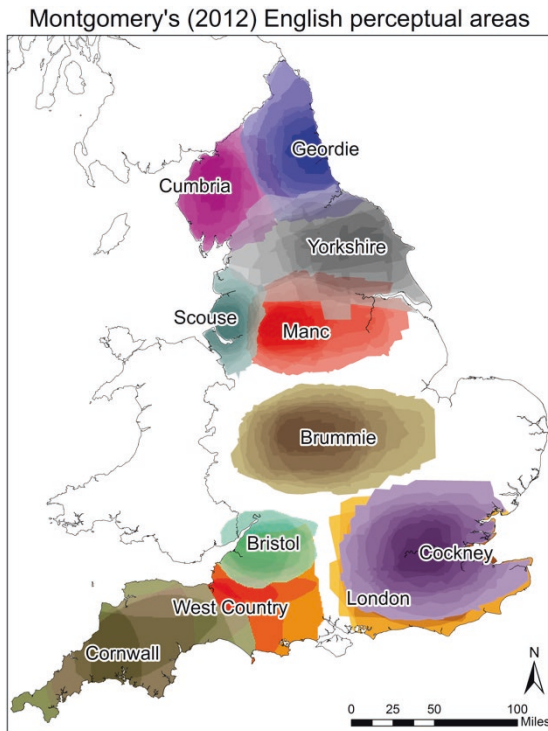 Montgomery's (2012) English perceptual areas
Geordie
Cumbria
Yorkshire
Scouse
Manc
Brummie
Bristol
Cockney
West Country
London
Cornwall
N
0 25 50 100
Miles